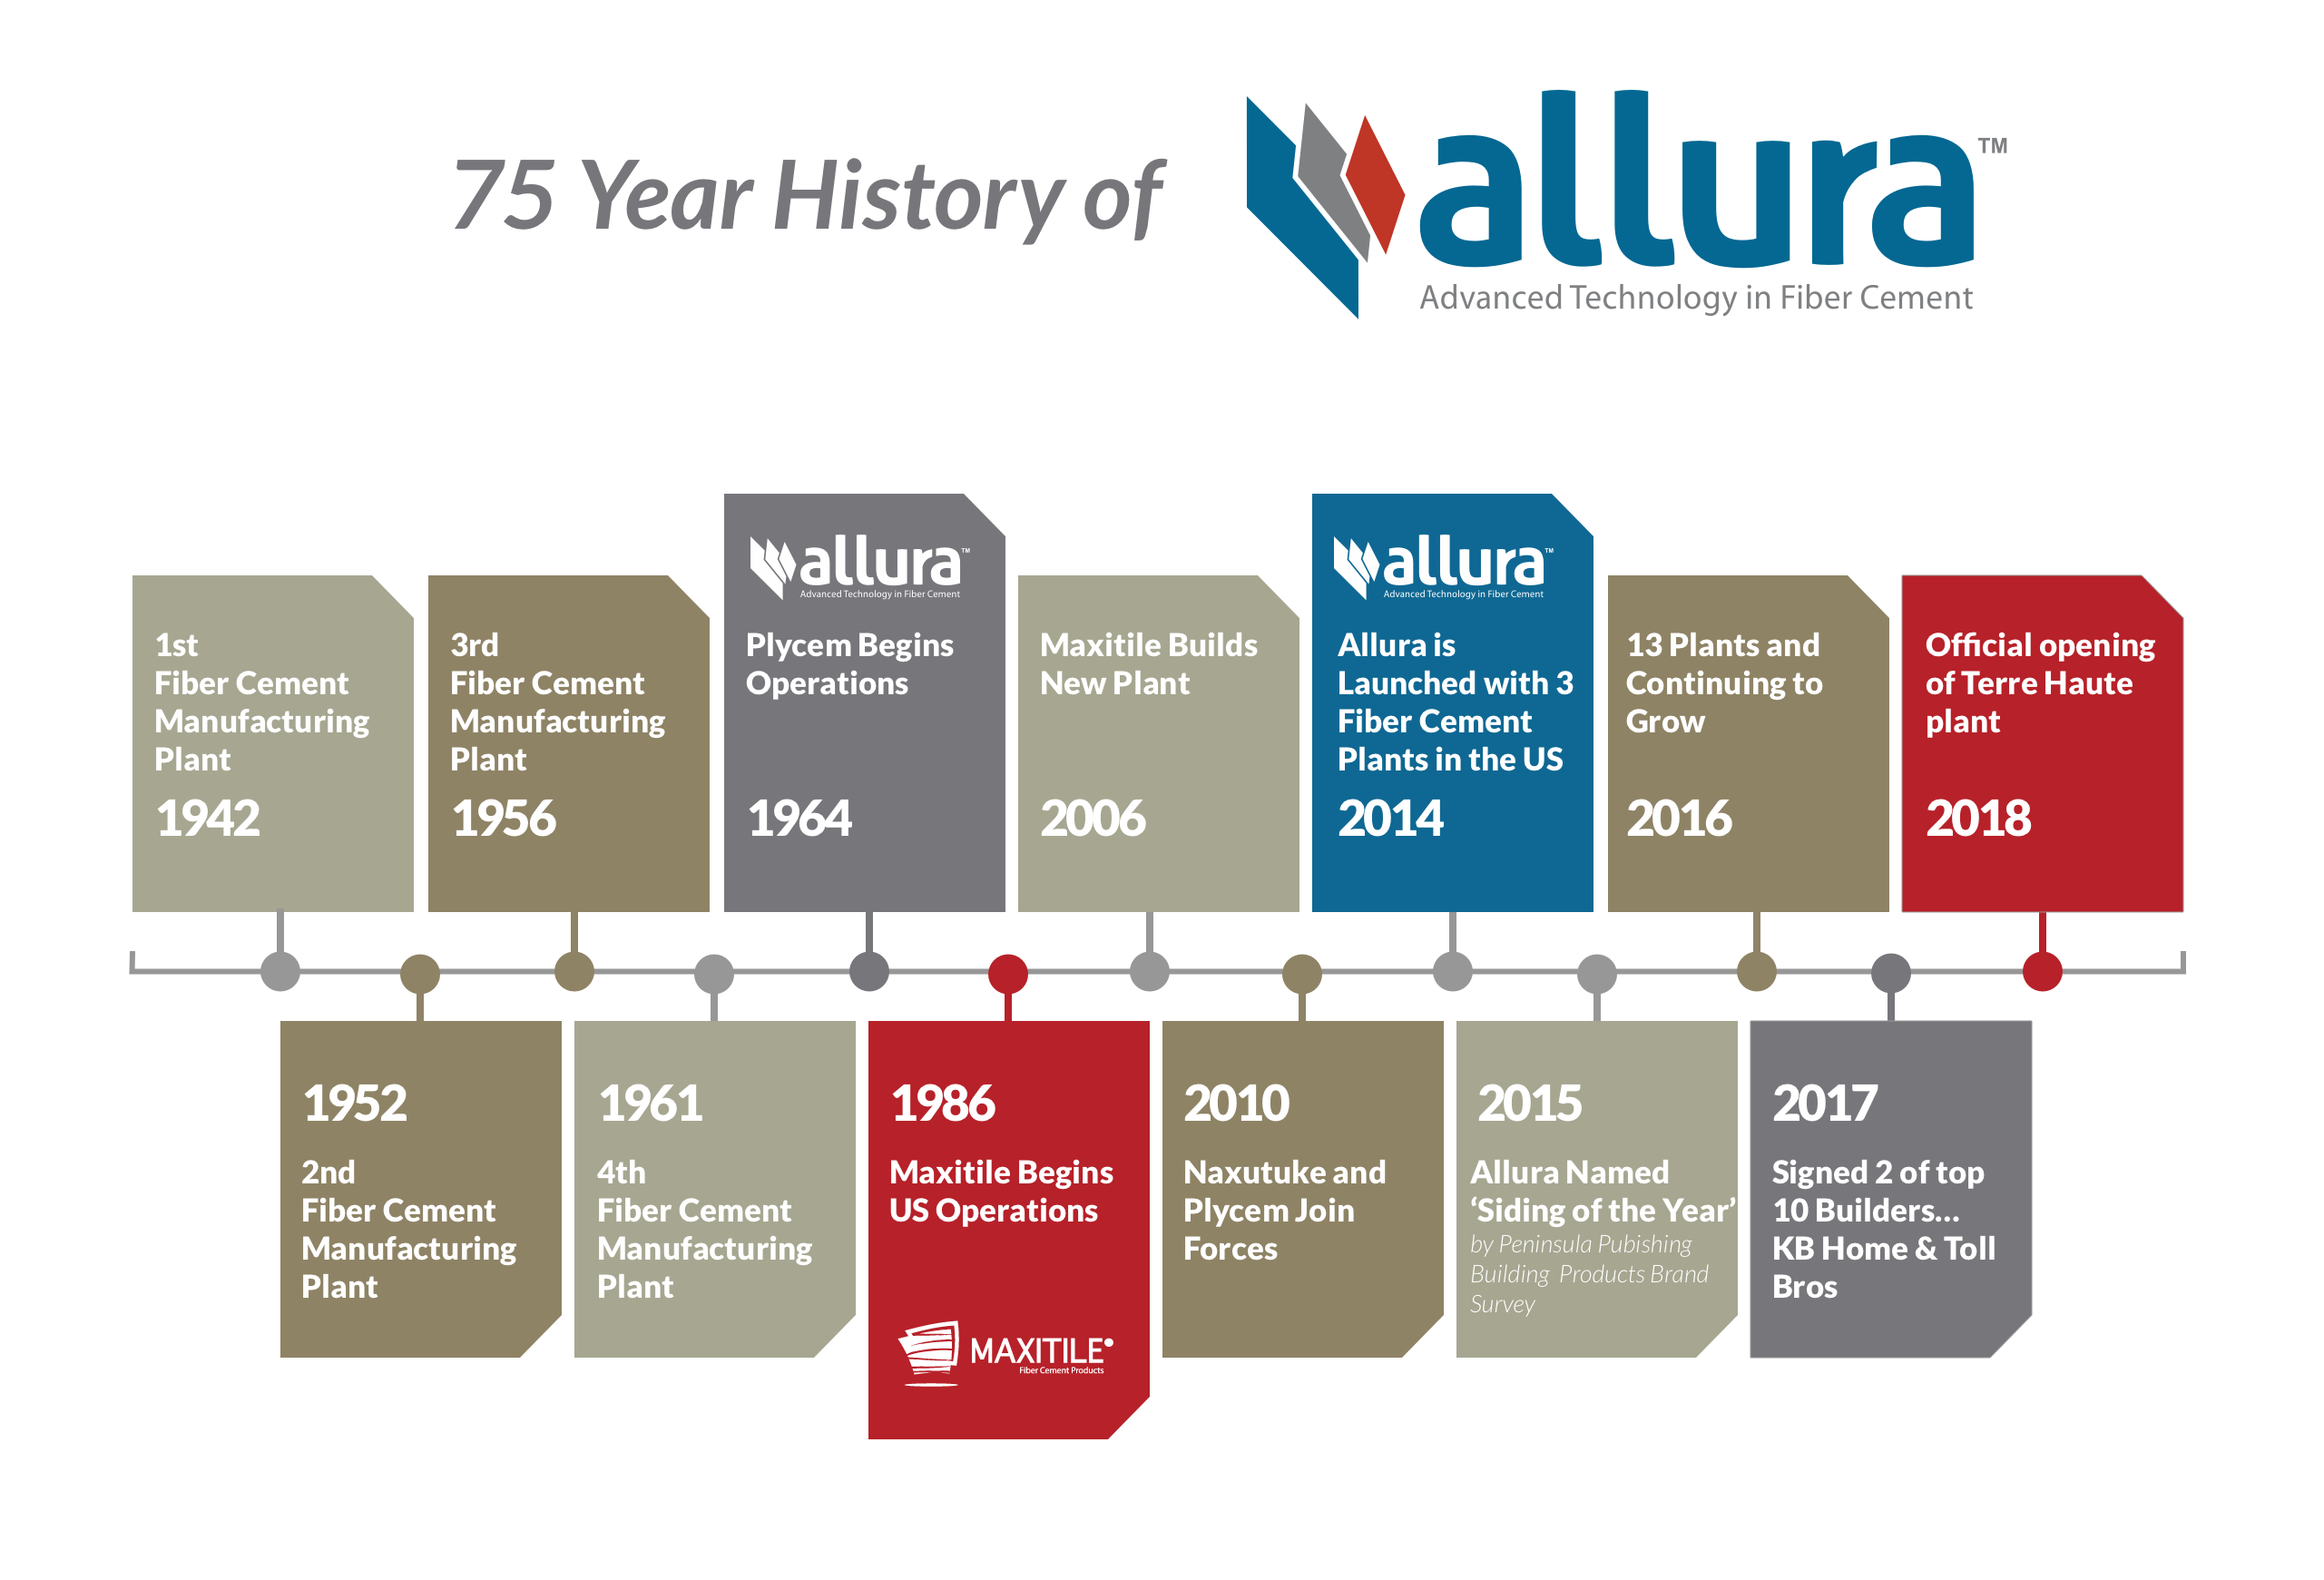 75 Year History of
allura™
Advanced Technology in Fiber Cement
1st
Fiber Cement
Manufacturing
Plant
1942
1952
2nd
Fiber Cement
Manufacturing
Plant
3rd
Fiber Cement
Manufacturing
Plant
1956
1961
4th
Fiber Cement
Manufacturing
Plant
allura™
Advanced Technology in Fiber Cement
Plycem Begins
Operations
1964
1986
Maxitile Begins
US Operations
MAXITILE
Fiber Cement Products
Maxitile Builds
New Plant
2006
2010
Naxutuke and
Plycem Join
Forces
allura™
Advanced Technology in Fiber Cement
Allura is
Launched with 3
Fiber Cement
Plants in the US
2014
2015
Allura Named
‘Siding of the Year’
by Peninsula Pubishing
Building Products Brand
Survey
13 Plants and
Continuing to
Grow
2016
2017
Signed 2 of top
10 Builders...
KB Home & Toll
Bros
Official opening
of Terre Haute
plant
2018